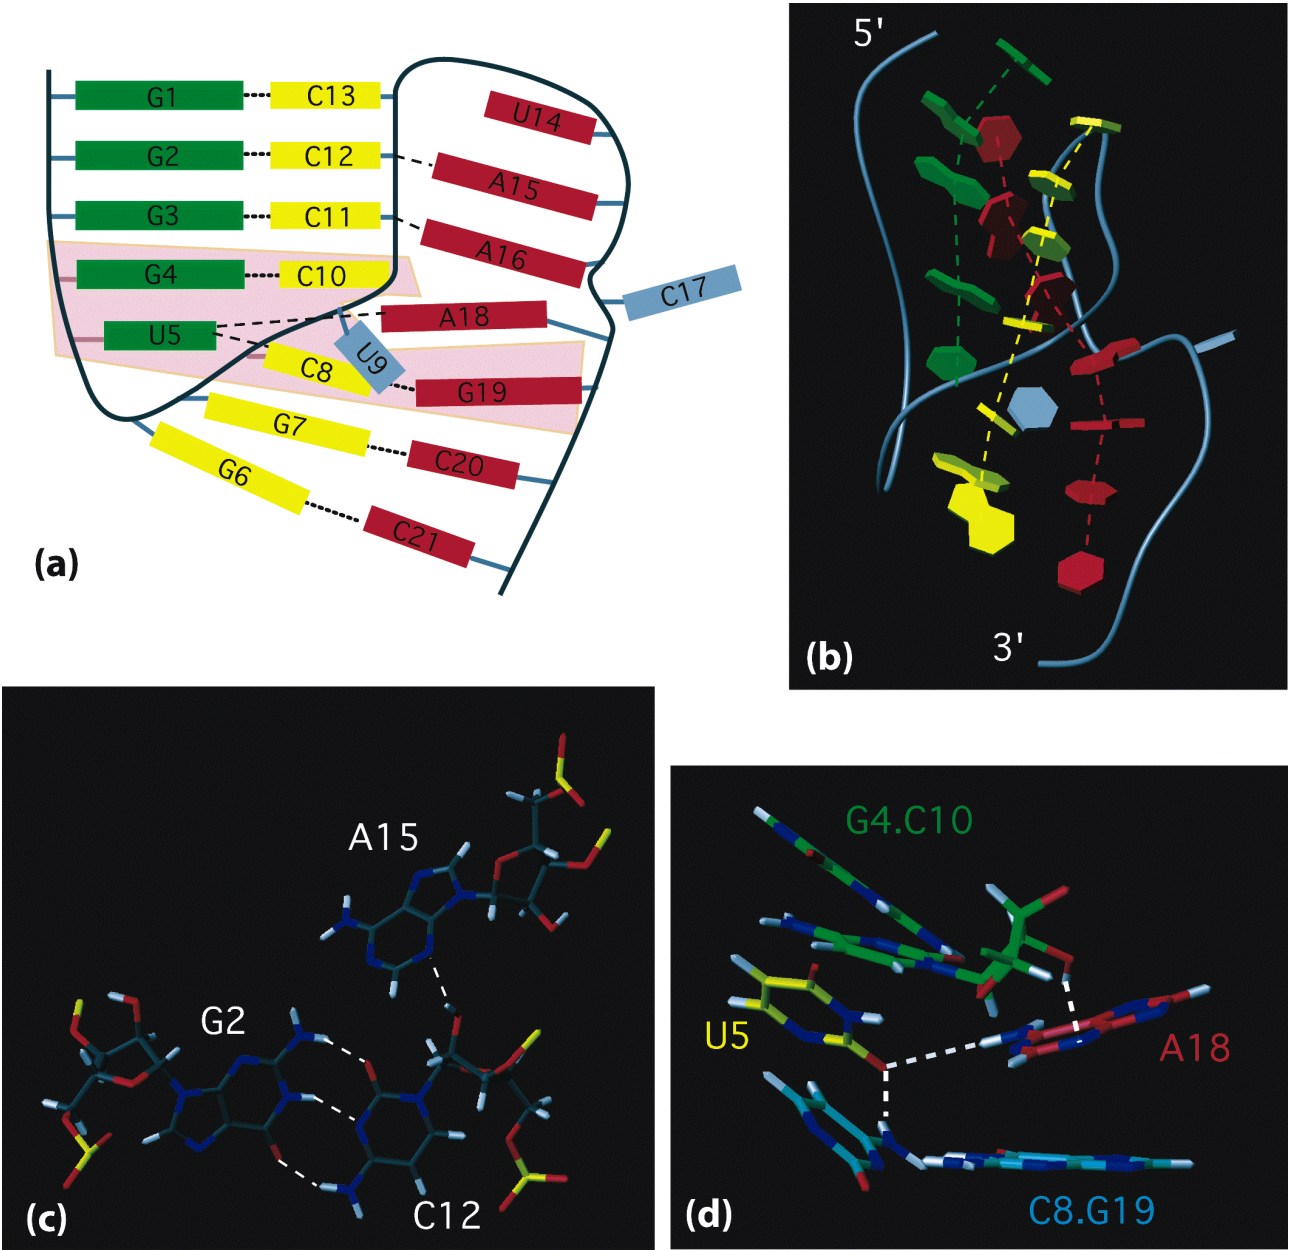 G1 C13
U14
G2 C12
A15
G3 C11
A16
G4 C10
C17
U5 A18
C8 U9
G19
G7
C20
G6
C21
(a)
5'
3'
(b)
A15
G2
C12
(c)
G4.C10
U5
A18
C8.G19
(d)